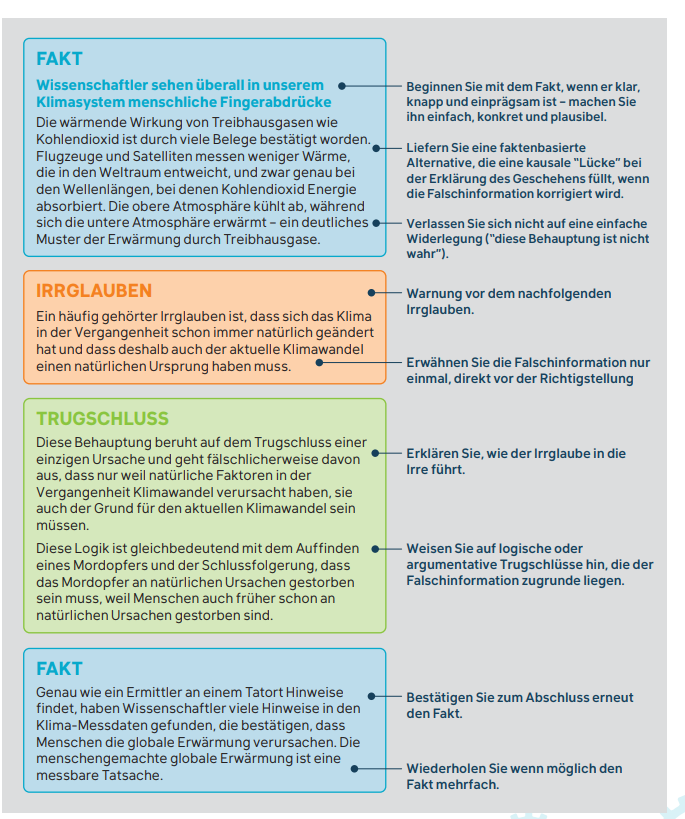 FAKT
Wissenschaftler sehen überall in unserem
Klimasystem menschliche Fingerabdrücke
Die wärmende Wirkung von Treibhausgasen wie
Kohlendioxid ist durch viele Belege bestätigt worden.
Flugzeuge und Satelliten messen weniger Wärme,
die in den Weltraum entweicht, und zwar genau bei
den Wellenlängen, bei denen Kohlendioxid Energie
absorbiert. Die obere Atmosphäre kühlt ab, während
sich die untere Atmosphäre erwärmt – ein deutliches
Muster der Erwärmung durch Treibhausgase.
Beginnen Sie mit dem Fakt, wenn er klar,
knapp und einprägsam ist – machen Sie
ihn einfach, konkret und plausibel.
Liefern Sie eine faktenbasierte
Alternative, die eine kausale “Lücke” bei
der Erklärung des Geschehens füllt, wenn
die Falschinformation korrigiert wird.
Verlassen Sie sich nicht auf eine einfache
Widerlegung (“diese Behauptung ist nicht
wahr”).
IRRGLAUBEN
Ein häufig gehörter Irrglauben ist, dass sich das Klima
in der Vergangenheit schon immer natürlich geändert
hat und dass deshalb auch der aktuelle Klimawandel
einen natürlichen Ursprung haben muss.
Warnung vor dem nachfolgenden
Irrglauben.
Erwähnen Sie die Falschinformation nur
einmal, direkt vor der Richtigstellung
TRUGSCHLUSS
Diese Behauptung beruht auf dem Trugschluss einer
einzigen Ursache und geht fälschlicherweise davon
aus, dass nur weil natürliche Faktoren in der
Vergangenheit Klimawandel verursacht haben, sie
auch der Grund für den aktuellen Klimawandel sein
müssen.
Diese Logik ist gleichbedeutend mit dem Auffinden
eines Mordopfers und der Schlussfolgerung, dass
das Mordopfer an natürlichen Ursachen gestorben
sein muss, weil Menschen auch früher schon an
natürlichen Ursachen gestorben sind.
Erklären Sie, wie der Irrglaube in die
Irre führt.
Weisen Sie auf logische oder
argumentative Trugschlüsse hin, die der
Falschinformation zugrunde liegen.
FAKT
Genau wie ein Ermittler an einem Tatort Hinweise
findet, haben Wissenschaftler viele Hinweise in den
Klima-Messdaten gefunden, die bestätigen, dass
Menschen die globale Erwärmung verursachen. Die
menschengemachte globale Erwärmung ist eine
messbare Tatsache.
Bestätigen Sie zum Abschluss erneut
den Fakt.
Wiederholen Sie wenn möglich den
Fakt mehrfach.